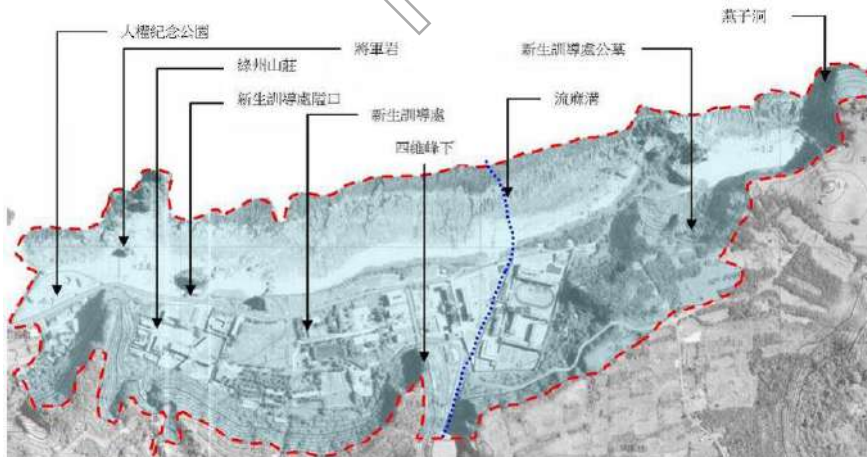 燕子洞
人權紀念公園
將軍岩
新生訓導處公墓
綠州山莊
新生訓導處隘口
新生訓導處
流麻溝
四維峰下